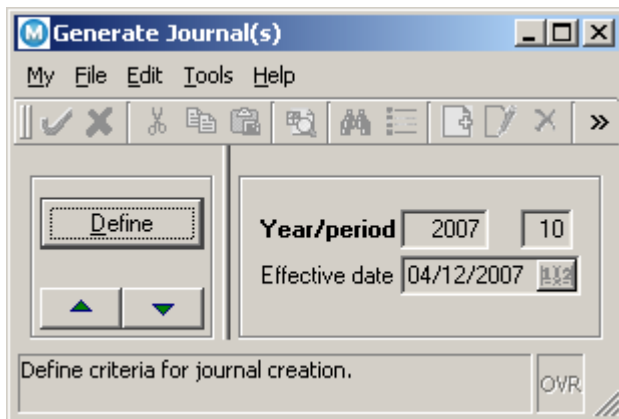 Generate Journal(s)
My File Edit Tools Help
Define
Year/period 2007 10
Effective date 04/12/2007
Define criteria for journal creation.
OVR